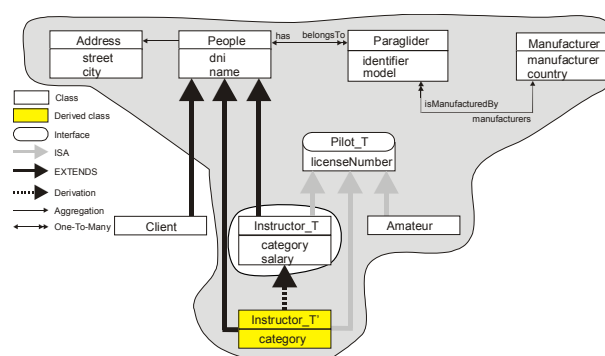 Address
street
city
People
dni
name
has
belongsTo
Paraglider
identifier
model
Manufacturer
manufacturer
country
isManufacturedBy
manufacturers
Class
Derived class
Interface
ISA
EXTENDS
Derivation
Aggregation
One-To-Many
Pilot_T
licenseNumber
Client
Instructor_T
category
salary
Amateur
Instructor_T'
category